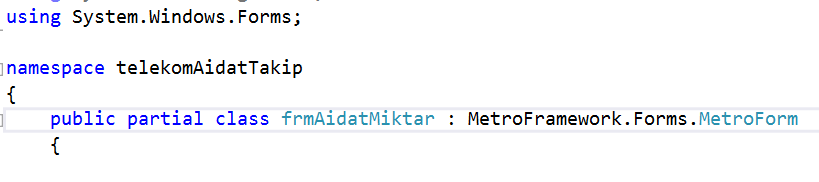 using System.Windows.Forms;
namespace telekomAidatTakip
{
public partial class frmAidatMiktar : MetroFramework.Forms.MetroForm
{